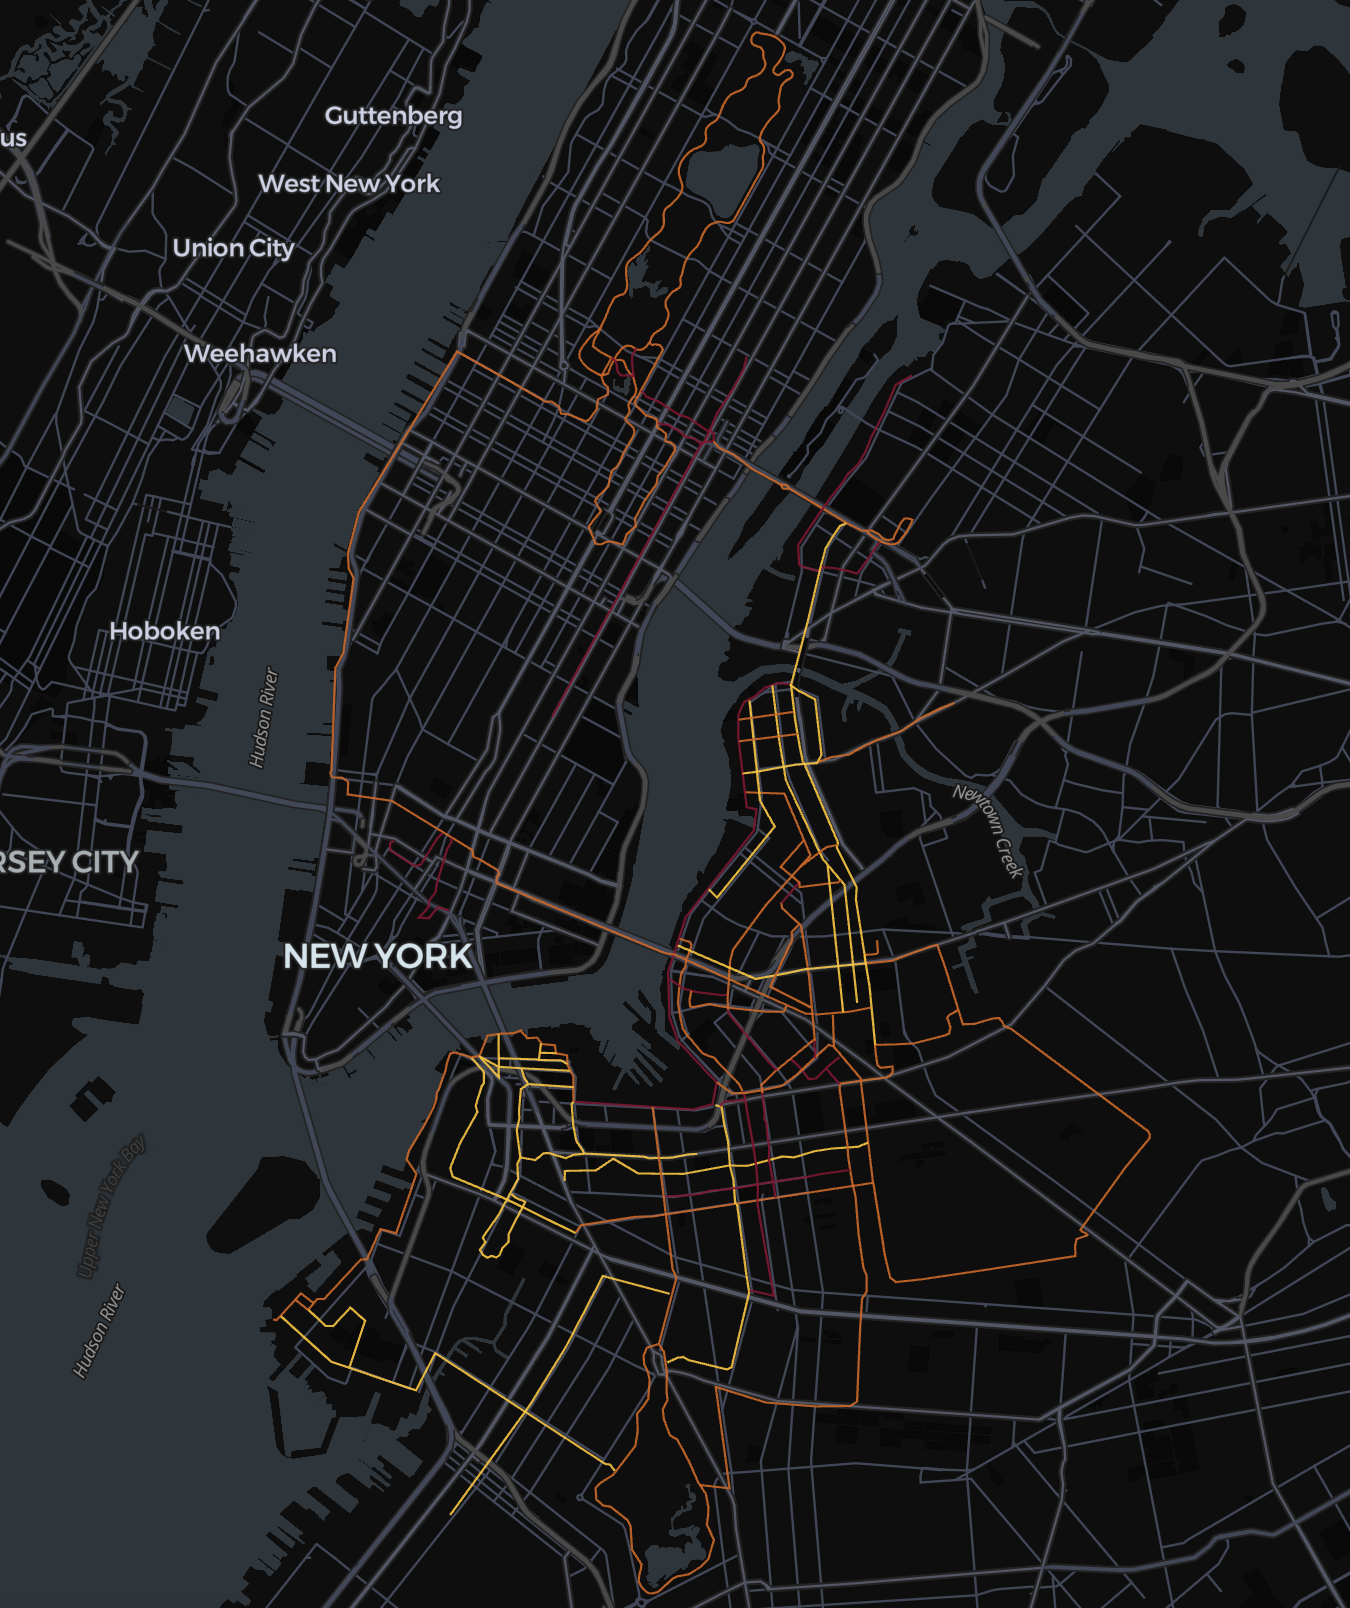 Guttenberg
us
West New York
Union City
Weehawken
Hoboken
Hudson River
Newtown Creek
RSEY CITY
NEW YORK
Upper New York Bay
Hudson River